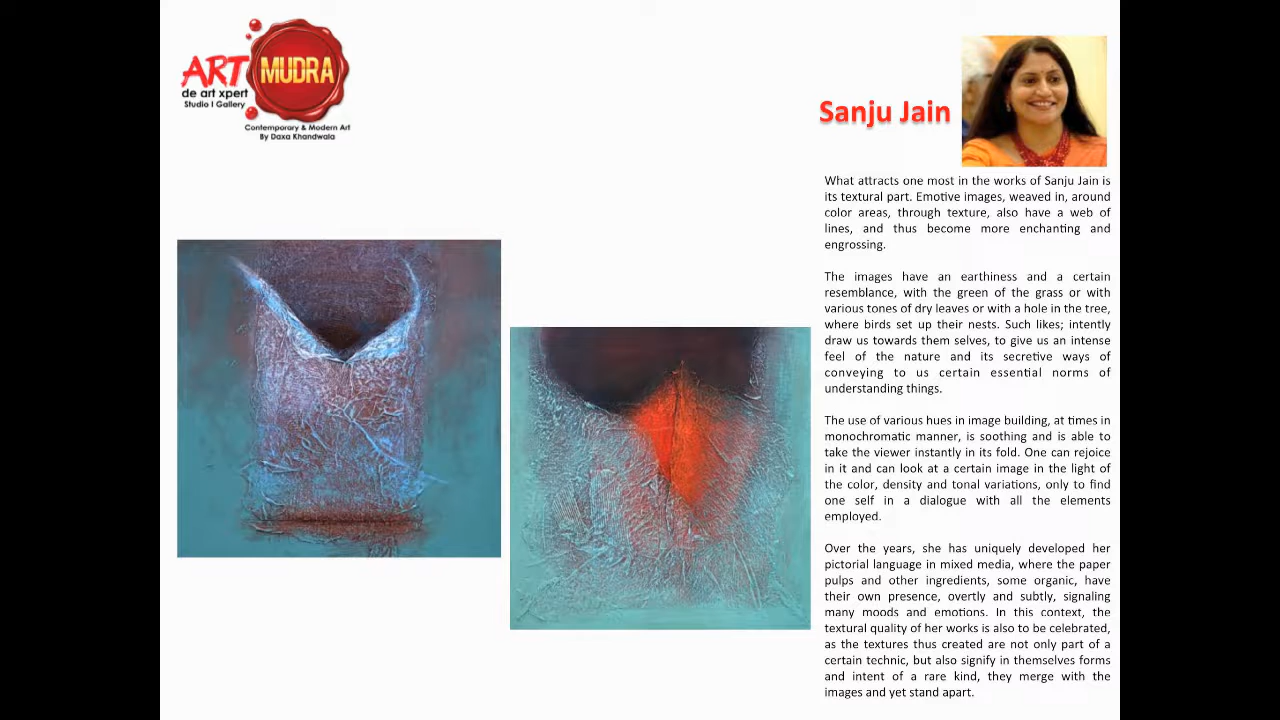 ART MUDRA
de art xpert
Studio I Gallery
Contemporary & Modern Art
By Daxa Khandwala
Sanju Jain
What attracts one most in the works of Sanju Jain is
its textural part. Emotive images, weaved in, around
color areas, through texture, also have a web of
lines, and thus become more enchanting and
engrossing.
The images have an earthiness and a certain
resemblance, with the green of the grass or with
various tones of dry leaves or with a hole in the tree,
where birds set up their nests. Such likes; intently
draw us towards them selves, to give us an intense
feel of the nature and its secretive ways of
conveying to us certain essential norms of
understanding things.
The use of various hues in image building, at times in
monochromatic manner, is soothing and is able to
take the viewer instantly in its fold. One can rejoice
in it and can look at a certain image in the light of
the color, density and tonal variations, only to find
one self in a dialogue with all the elements
employed.
Over the years, she has uniquely developed her
pictorial language in mixed media, where the paper
pulps and other ingredients, some organic, have
their own presence, overtly and subtly, signaling
many moods and emotions. In this context, the
textural quality of her works is also to be celebrated,
as the textures thus created are not only part of a
certain technic, but also signify in themselves forms
and intent of a rare kind, they merge with the
images and yet stand apart.